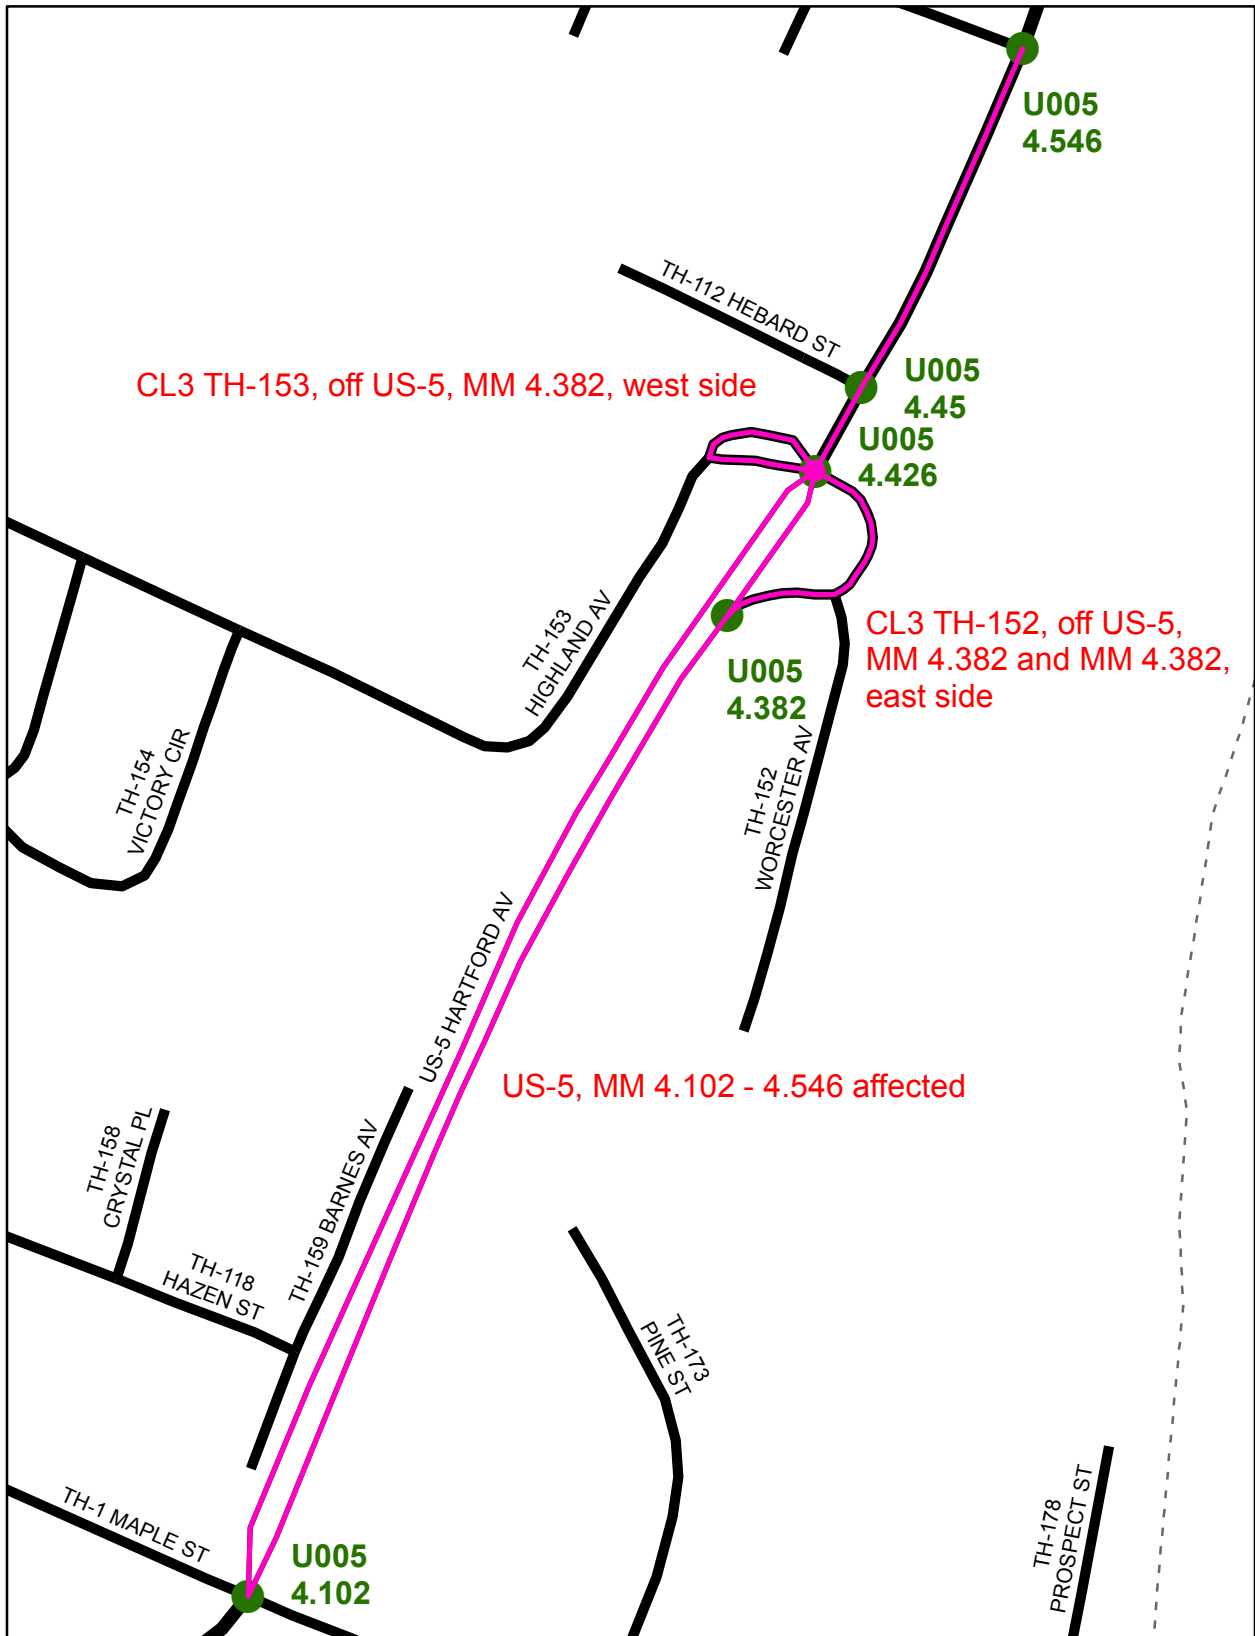 U005
4.546
TH-112 HEBARD ST
CL3 TH-153, off US-5, MM 4.382, west side
U005
4.45
U005
4.426
TH-153
HIGHLAND AV
CL3 TH-152, off US-5,
MM 4.382 and MM 4.382,
east side
U005
4.382
TH-154
VICTORY CIR
TH-152
WORCESTER AV
US-5 HARTFORD AV
US-5, MM 4.102 - 4.546 affected
TH-158
CRYSTAL PL
TH-159 BARNES AV
TH-118
HAZEN ST
TH-173
PINE ST
TH-1 MAPLE ST
TH-178
PROSPECT ST
U005
4.102